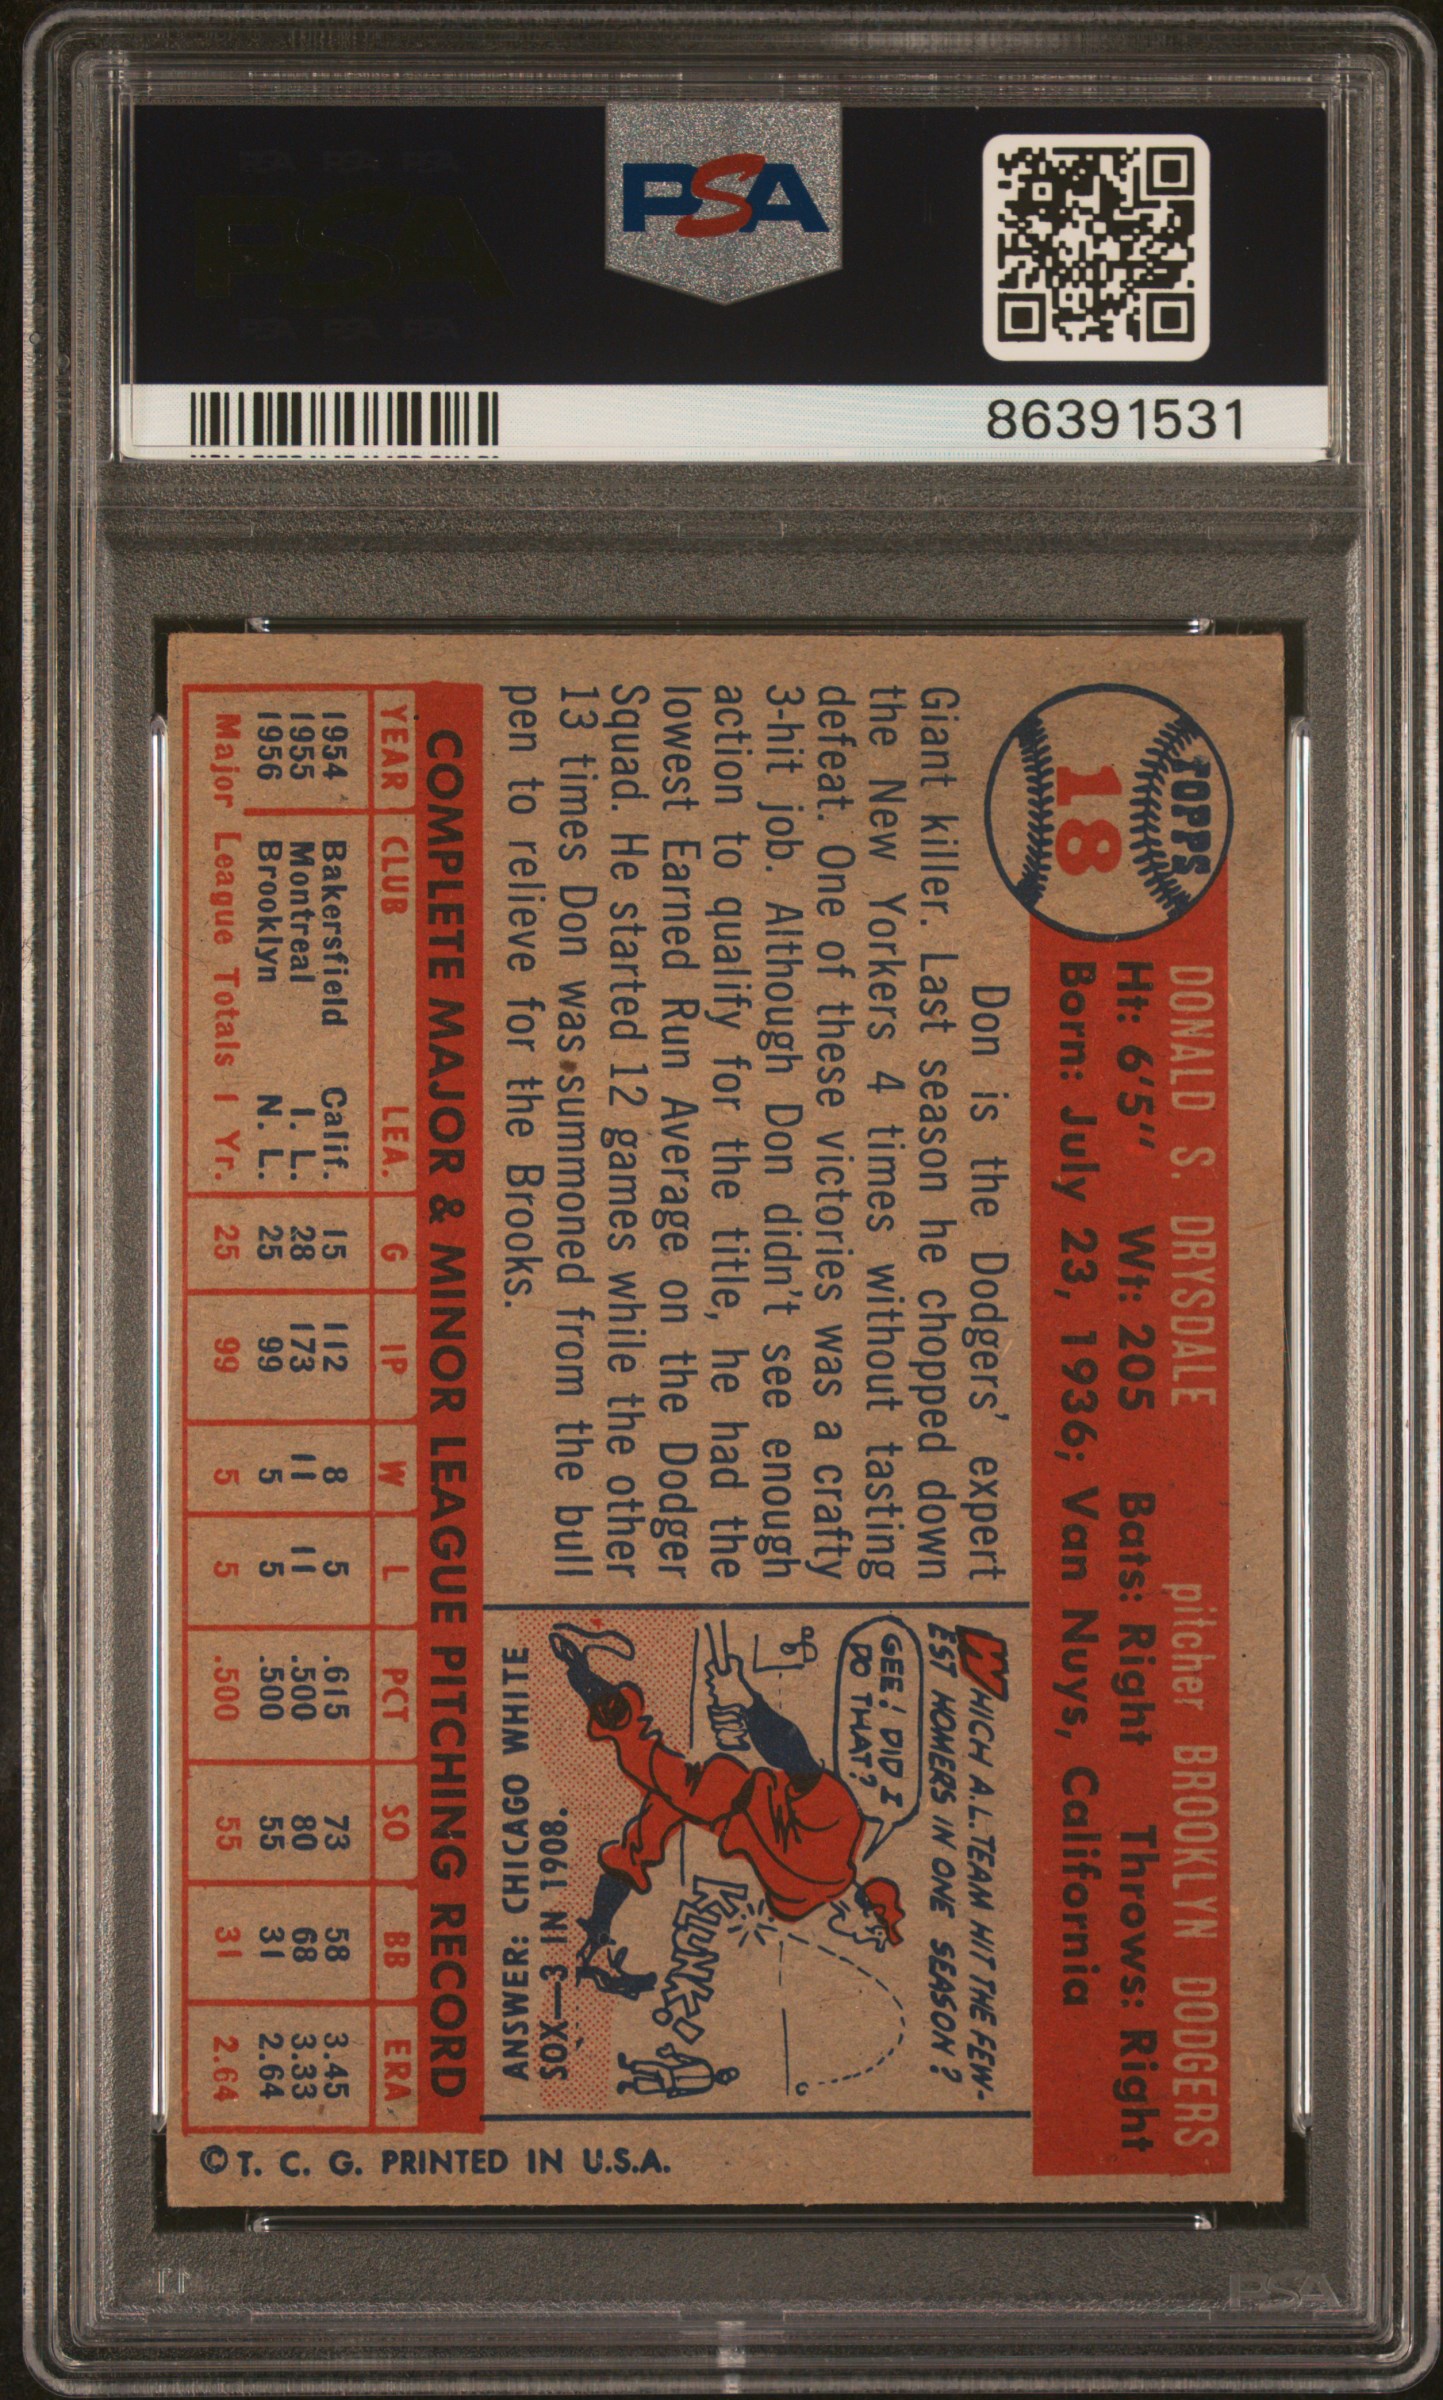 PSA
86391531
PSA PSA PSA
PSA
PSA PSA PSA
TOPPS
18
DONALD S. DRYSDALE pitcher BROOKLYN DODGERS
Ht: 6'5" Wt: 205 Bats: Right Throws: Right
Born: July 23, 1936; Van Nuys, California
Don is the Dodgers' expert
Giant killer. Last season he chopped down
the New Yorkers 4 times without tasting
defeat. One of these victories was a crafty
3-hit job. Although Don didn't see enough
action to qualify for the title, he had the
lowest Earned Run Average on the Dodger
Squad. He started 12 games while the other
13 times Don was summoned from the bull
pen to relieve for the Brooks.
WHICH A.L. TEAM HIT THE FEW-
EST HOMERS IN ONE SEASON?
GEE! DID I
DO THAT?
KLUNK!
ANSWER: CHICAGO WHITE
SOX—3 IN 1908.
COMPLETE MAJOR & MINOR LEAGUE PITCHING RECORD
YEAR CLUB LEA. G IP W L PCT. SO BB ERA
1954 Bakersfield Calif. 15 112 8 5 .615 73 58 3.45
1955 Montreal I. L. 28 173 11 11 .500 80 68 3.33
1956 Brooklyn N. L. 25 99 5 5 .500 55 31 2.64
Major League Totals 1 Yr. 25 99 5 5 .500 55 31 2.64
©T. C. G. PRINTED IN U.S.A.
PSA